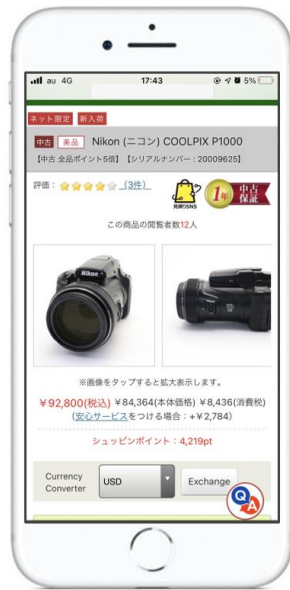 au 4G 17:43 5%
ネット限定 新入荷
中古 美品 Nikon (ニコン) COOLPIX P1000
【中古 全品ポイント5倍】【シリアルナンバー：20009625】
評価： (3件)
見積りSNS
1年 中古保証
この商品の閲覧者数12人
Nikon
※画像をタップすると拡大表示します。
￥92,800(税込) ￥84,364(本体価格) ￥8,436(消費税)
(安心サービスをつける場合：+￥2,784)
シュッピンポイント：4,219pt
Currency Converter USD Exchange
Q&A